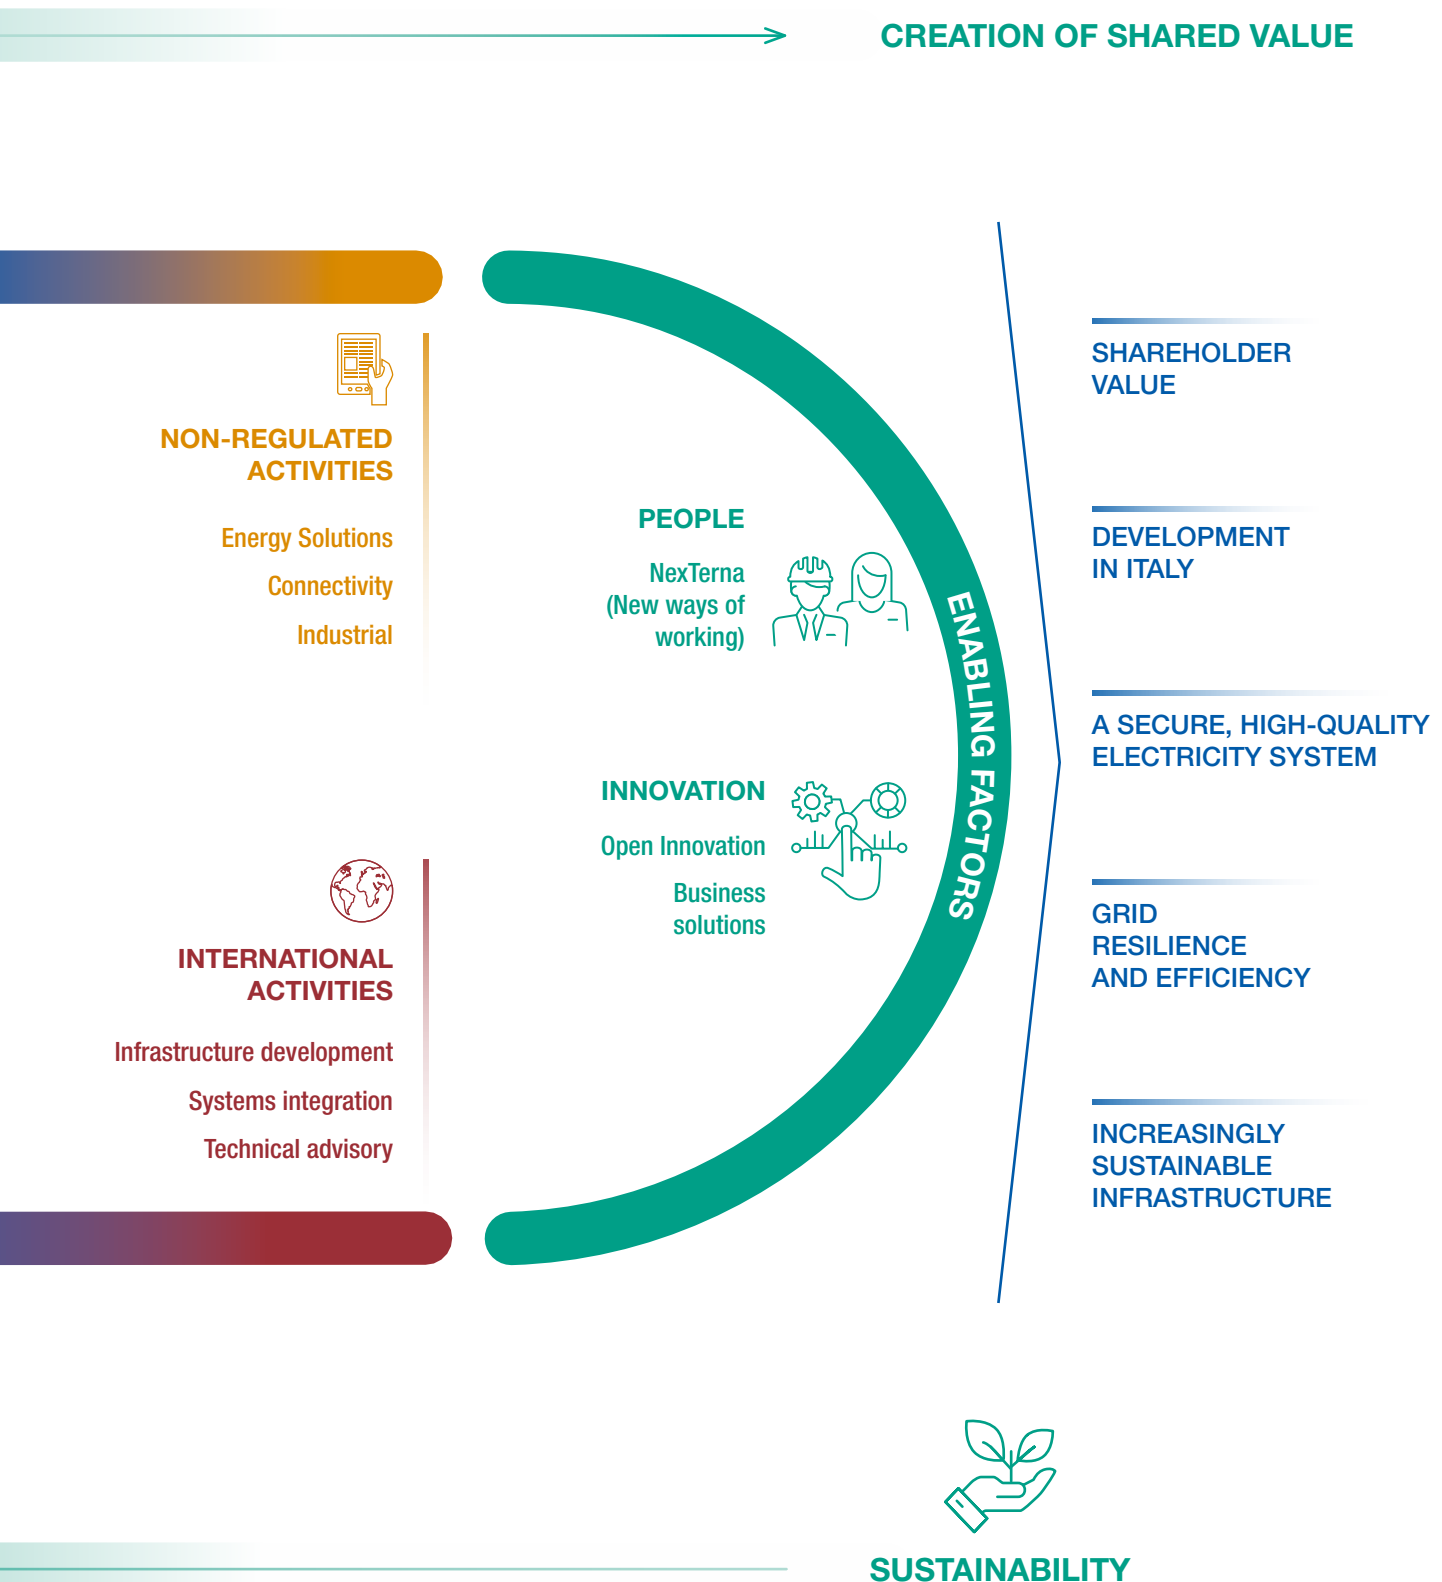 CREATION OF SHARED VALUE
NON-REGULATED
ACTIVITIES
Energy Solutions
Connectivity
Industrial
INTERNATIONAL
ACTIVITIES
Infrastructure development
Systems integration
Technical advisory
PEOPLE
NexTerna
(New ways of
working)
INNOVATION
Open Innovation
Business
solutions
ENABLING FACTORS
SHAREHOLDER
VALUE
DEVELOPMENT
IN ITALY
A SECURE, HIGH-QUALITY
ELECTRICITY SYSTEM
GRID
RESILIENCE
AND EFFICIENCY
INCREASINGLY
SUSTAINABLE
INFRASTRUCTURE
SUSTAINABILITY